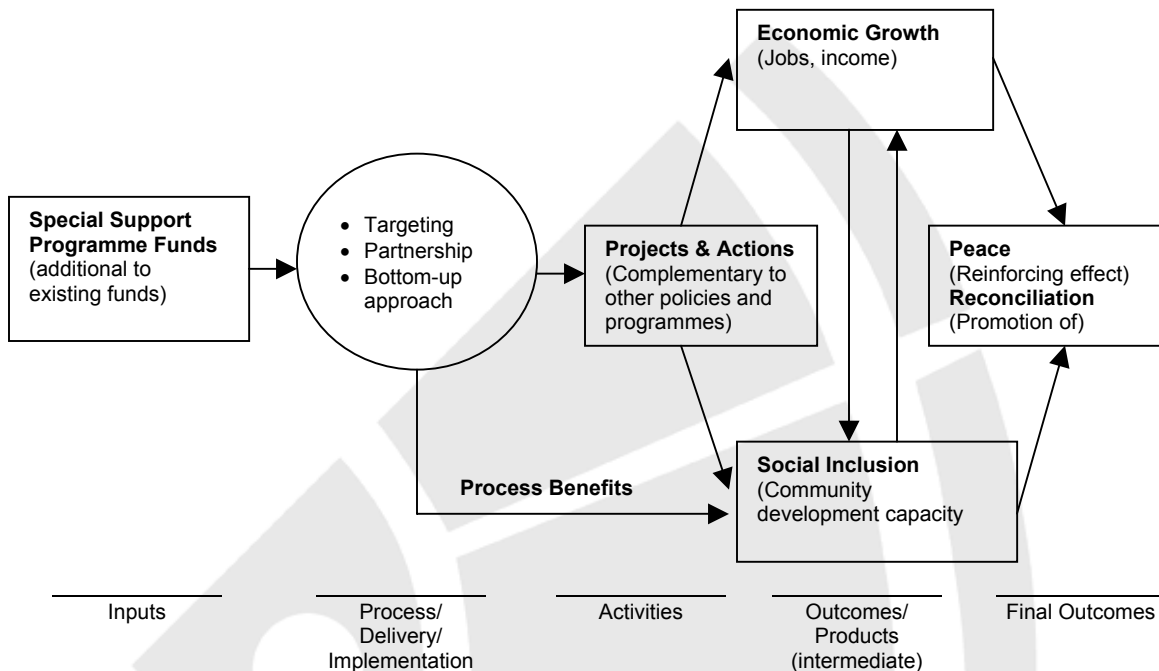 Economic Growth
(Jobs, income)
Special Support
Programme Funds
(additional to
existing funds)
• Targeting
• Partnership
• Bottom-up
approach
Projects & Actions
(Complementary to
other policies and
programmes)
Peace
(Reinforcing effect)
Reconciliation
(Promotion of)
Social Inclusion
(Community
development capacity
Process Benefits
Inputs
Process/
Delivery/
Implementation
Activities
Outcomes/
Products
(intermediate)
Final Outcomes